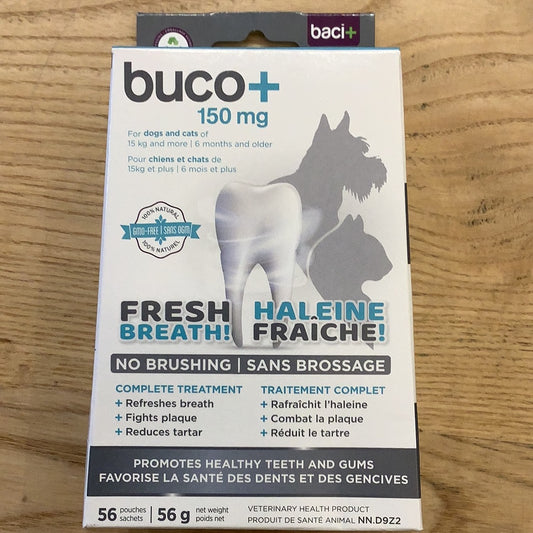 baci+
buco+
150 mg
For dogs and cats of
15 kg and more | 6 months and older
Pour chiens et chats de
15kg et plus | 6 mois et plus
100% NATURAL
GMO-FREE | SANS OGM
100% NATUREL
FRESH
BREATH!
HALEINE
FRAÎCHE!
NO BRUSHING | SANS BROSSAGE
COMPLETE TREATMENT
+ Refreshes breath
+ Fights plaque
+ Reduces tartar
TRAITEMENT COMPLET
+ Rafraîchit l'haleine
+ Combat la plaque
+ Réduit le tartre
PROMOTES HEALTHY TEETH AND GUMS
FAVORISE LA SANTÉ DES DENTS ET DES GENCIVES
56 pouches
sachets
56 g net weight
poids net
VETERINARY HEALTH PRODUCT
PRODUIT DE SANTÉ ANIMAL NN.D9Z2